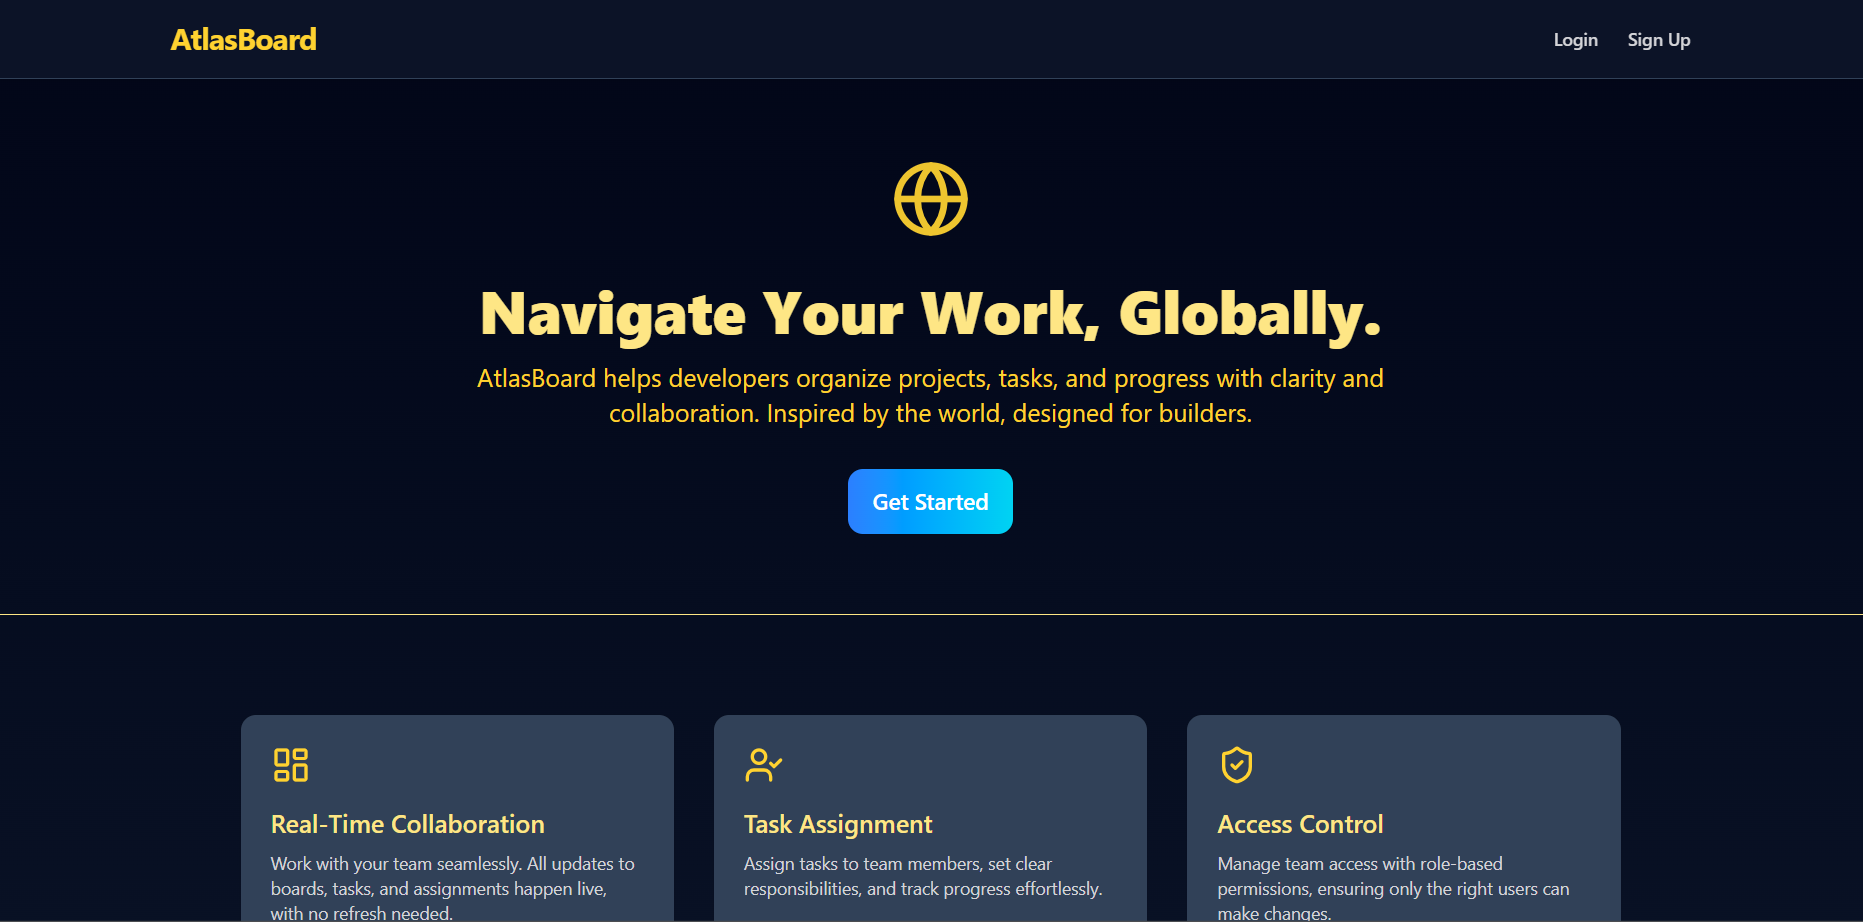 AtlasBoard
Login
Sign Up
Navigate Your Work, Globally.
AtlasBoard helps developers organize projects, tasks, and progress with clarity and
collaboration. Inspired by the world, designed for builders.
Get Started
Real-Time Collaboration
Work with your team seamlessly. All updates to
boards, tasks, and assignments happen live,
with no refresh needed.
Task Assignment
Assign tasks to team members, set clear
responsibilities, and track progress effortlessly.
Access Control
Manage team access with role-based
permissions, ensuring only the right users can
make changes.